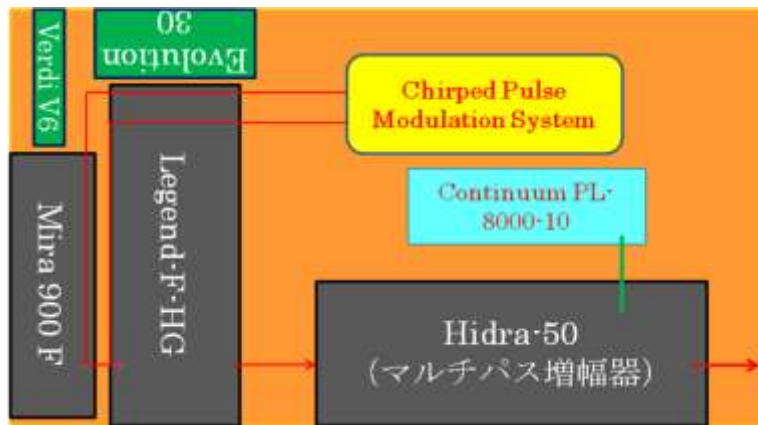 Verdi V6
Evolution
30
Chirped Pulse
Modulation System
Continuum PL-
8000-10
Mira 900 F
Legend-F-HG
Hidra-50
(マルチパス増幅器)